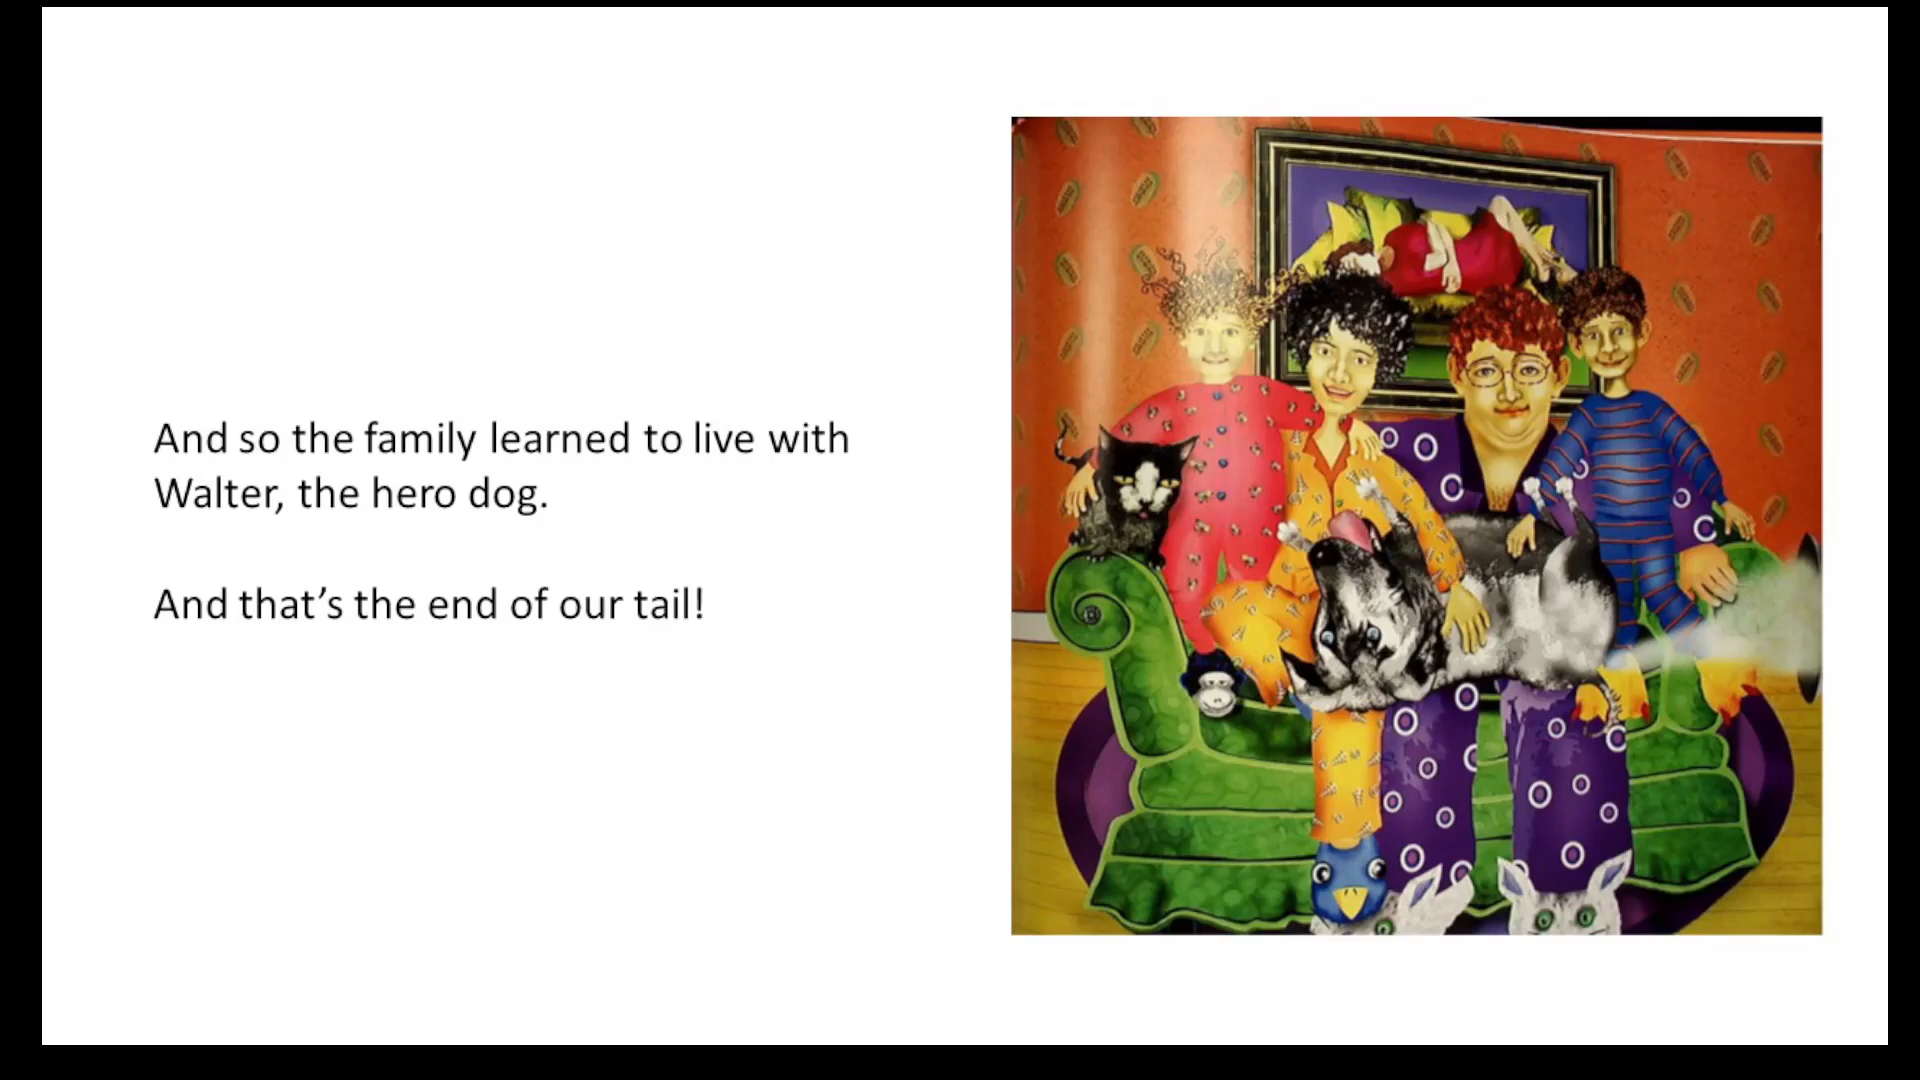 And so the family learned to live with
Walter, the hero dog.
And that’s the end of our tail!